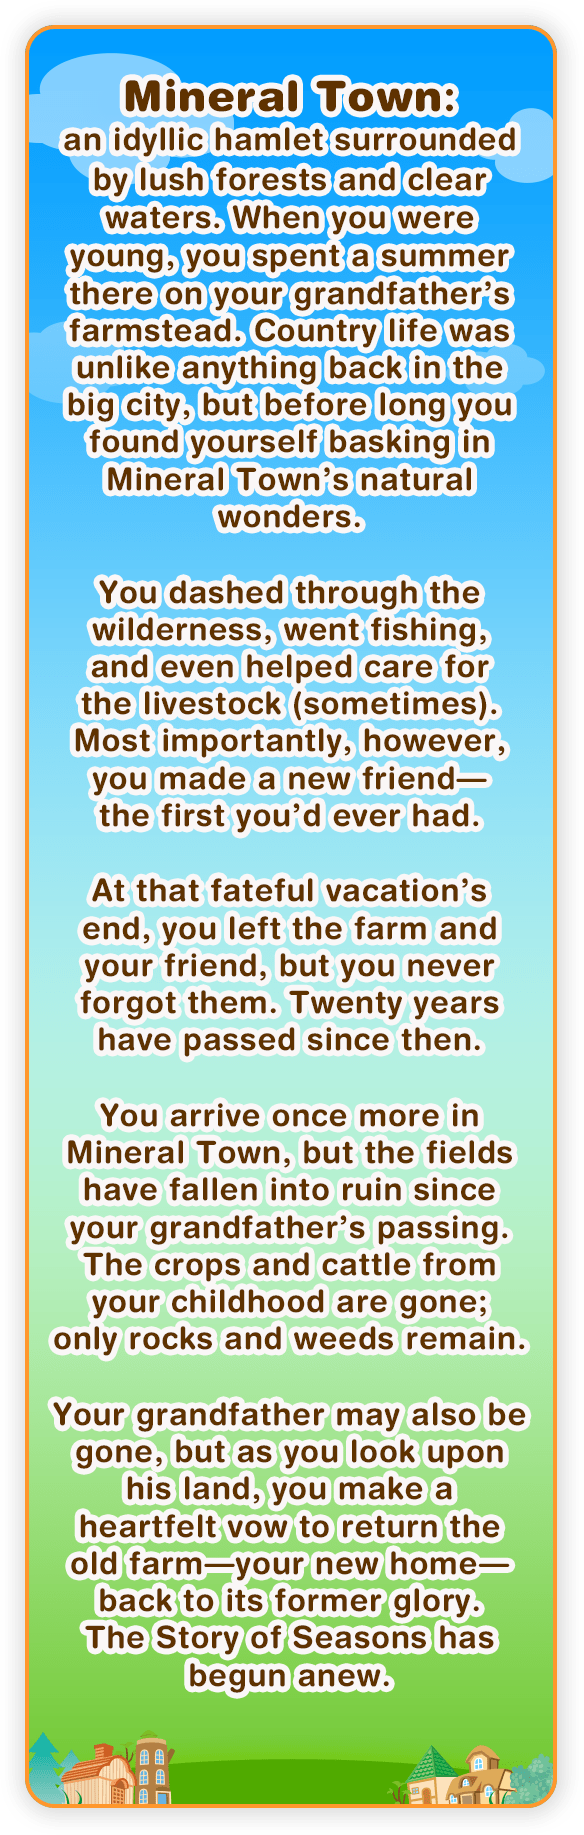 Mineral Town:
an idyllic hamlet surrounded
by lush forests and clear
waters. When you were
young, you spent a summer
there on your grandfather’s
farmstead. Country life was
unlike anything back in the
big city, but before long you
found yourself basking in
Mineral Town’s natural
wonders.
You dashed through the
wilderness, went fishing,
and even helped care for
the livestock (sometimes).
Most importantly, however,
you made a new friend—
the first you’d ever had.
At that fateful vacation’s
end, you left the farm and
your friend, but you never
forgot them. Twenty years
have passed since then.
You arrive once more in
Mineral Town, but the fields
have fallen into ruin since
your grandfather’s passing.
The crops and cattle from
your childhood are gone;
only rocks and weeds remain.
Your grandfather may also be
gone, but as you look upon
his land, you make a
heartfelt vow to return the
old farm—your new home—
back to its former glory.
The Story of Seasons has
begun anew.